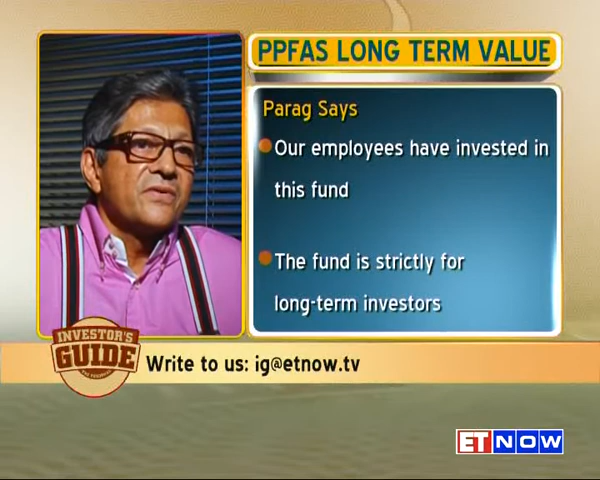 PPFAS LONG TERM VALUE
Parag Says
Our employees have invested in
this fund
The fund is strictly for
long-term investors
INVESTOR'S
GUIDE
Write to us: ig@etnow.tv
ET NOW